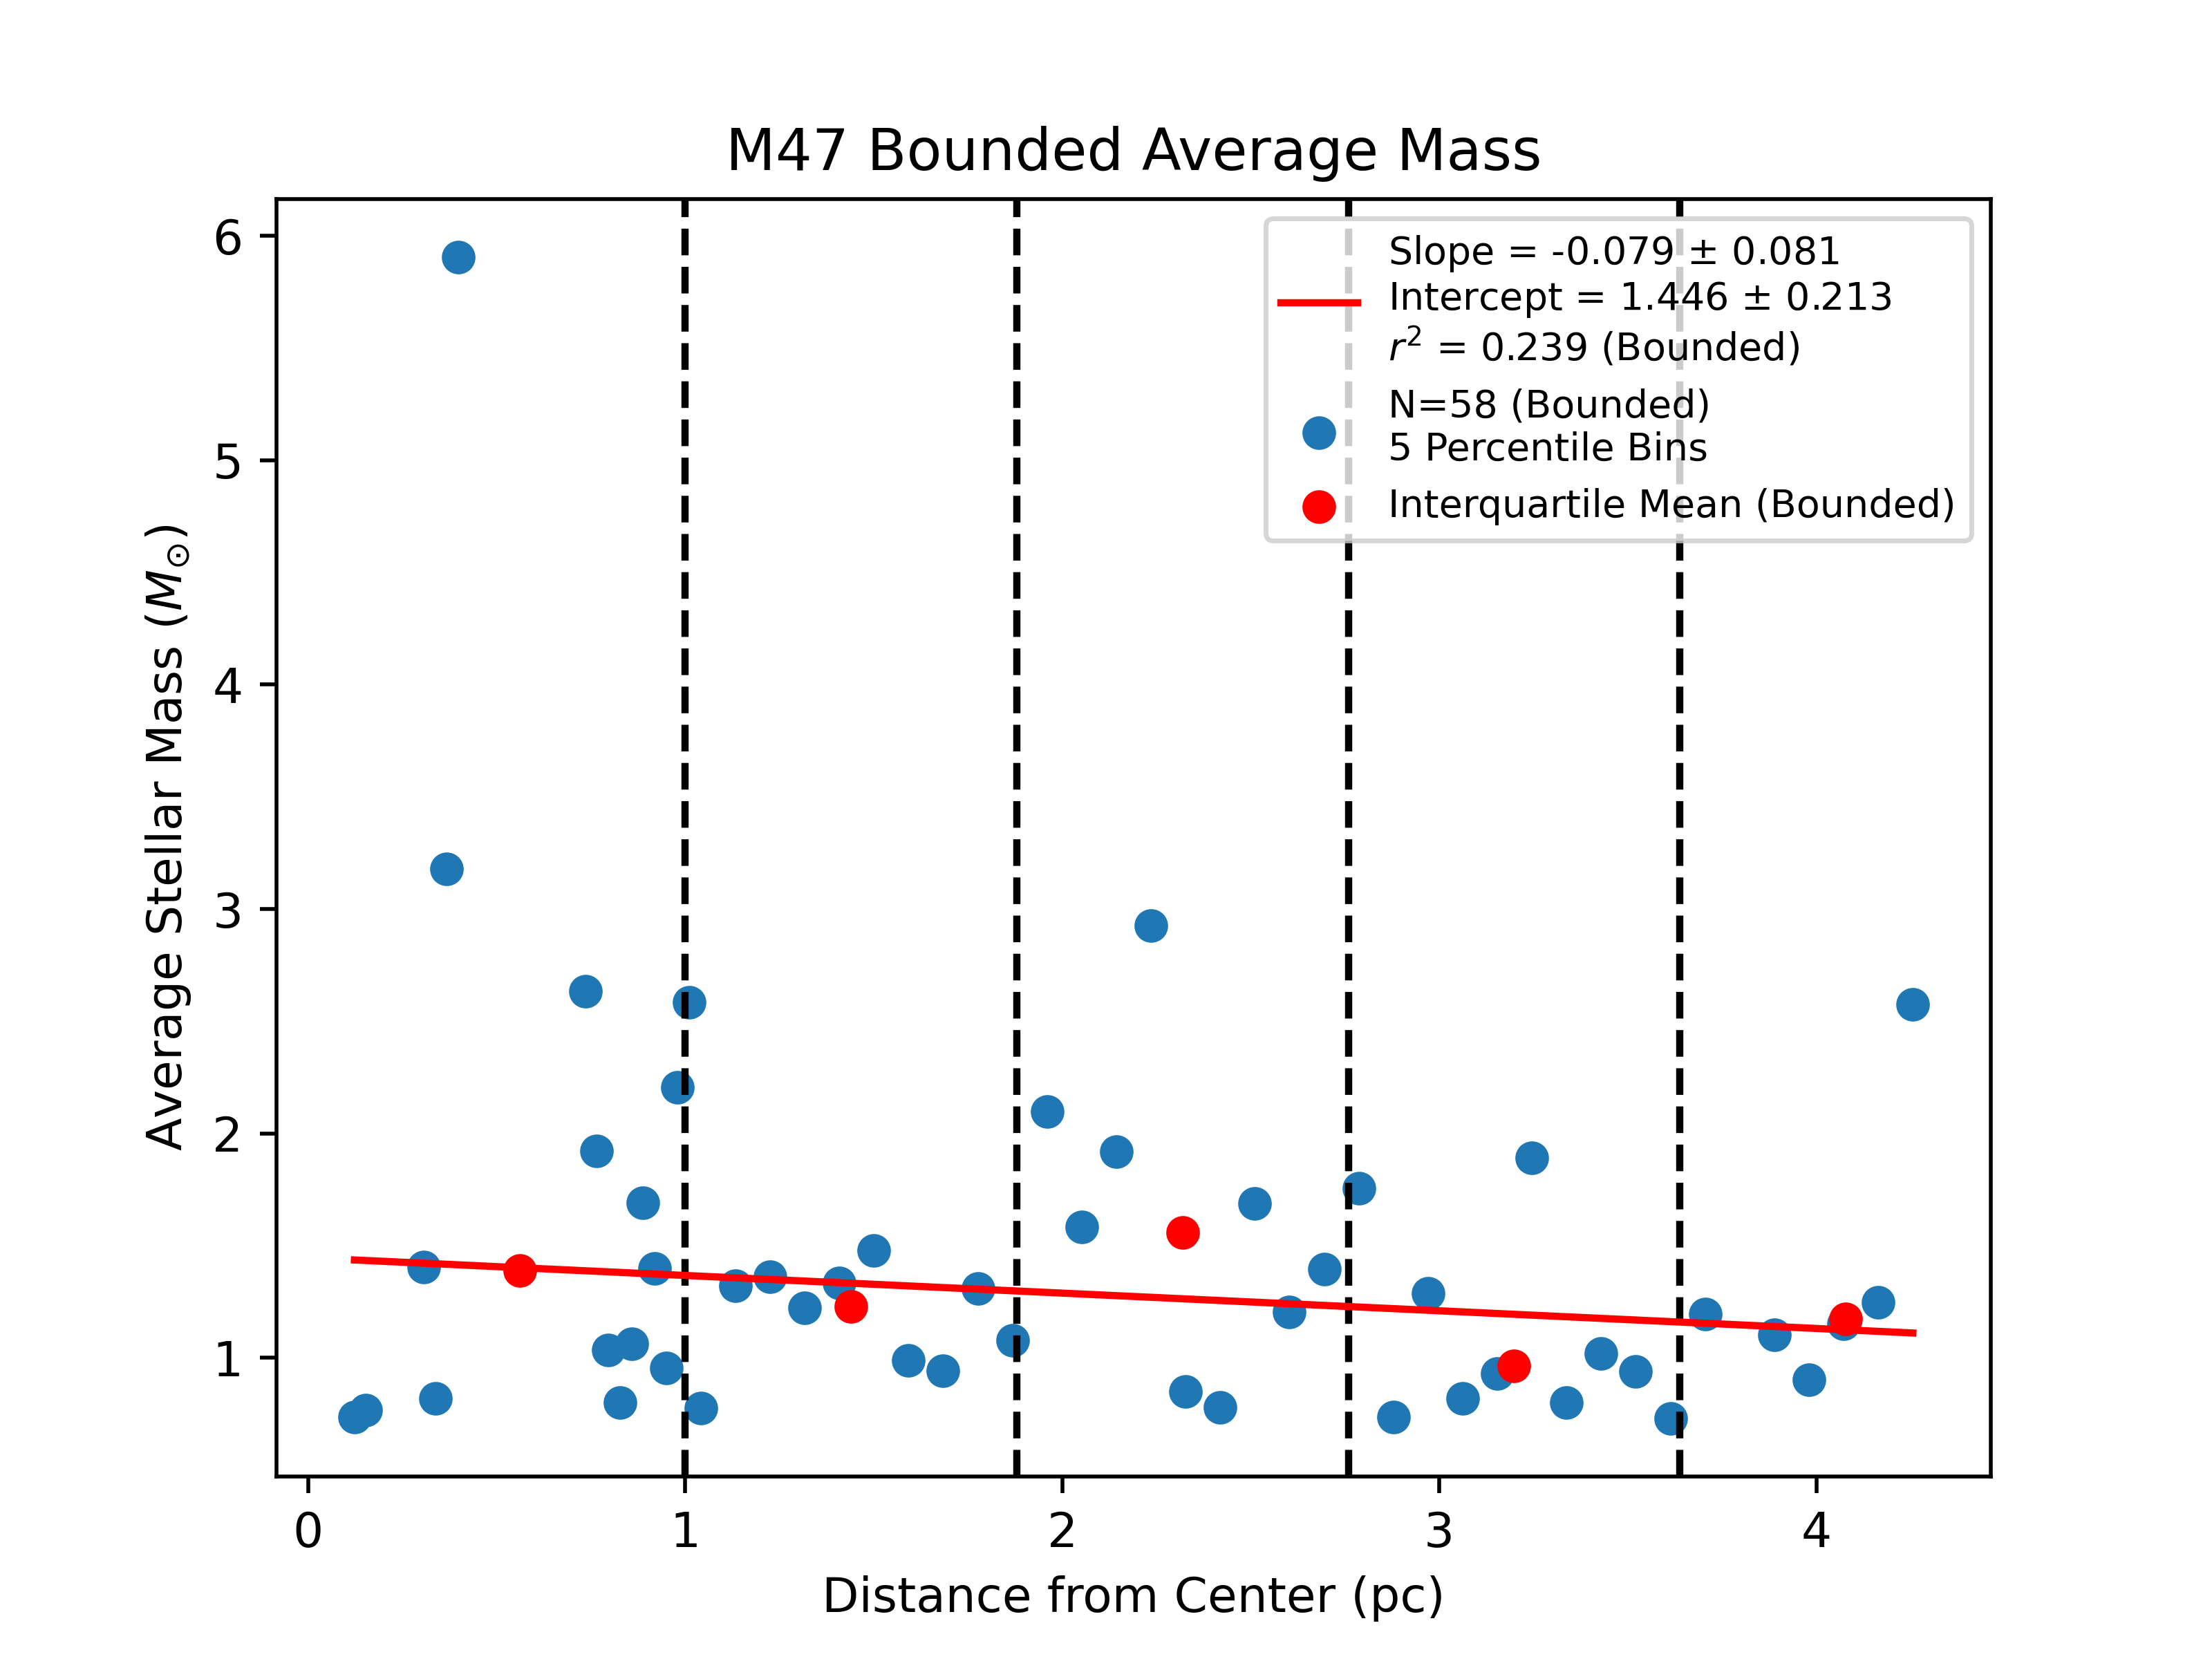 M47 Bounded Average Mass
Slope = -0.079 ± 0.081
Intercept = 1.446 ± 0.213
r² = 0.239 (Bounded)
N=58 (Bounded)
5 Percentile Bins
Interquartile Mean (Bounded)
Average Stellar Mass (M⊙)
6
5
4
3
2
1
0 1 2 3 4
Distance from Center (pc)